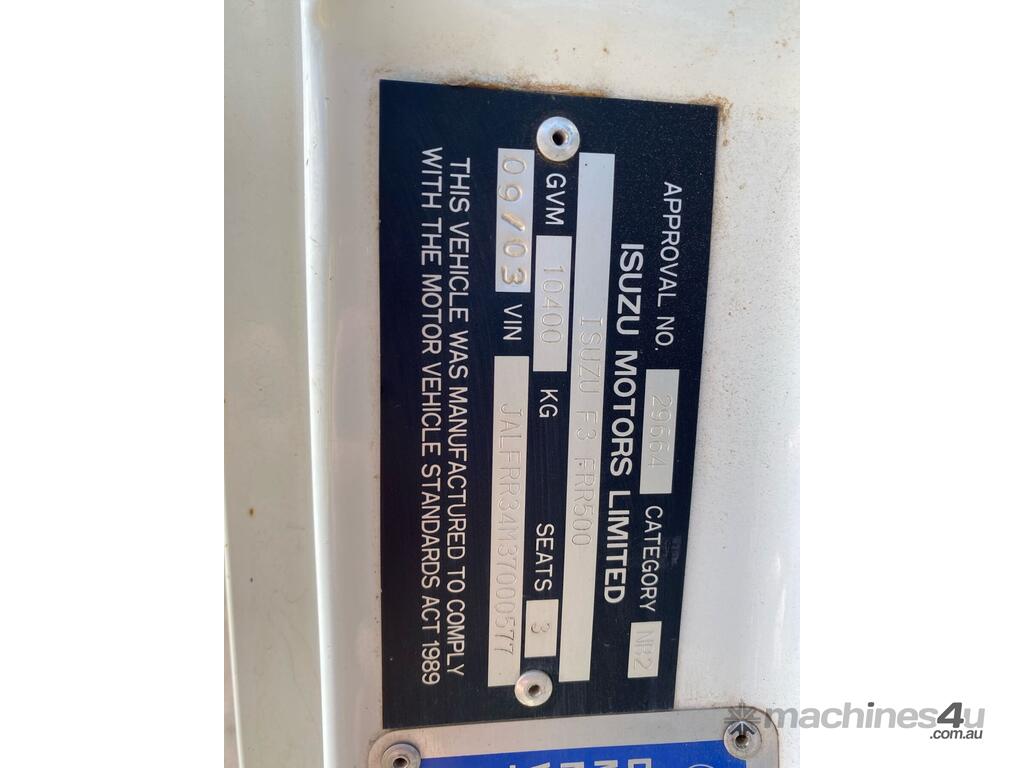 APPROVAL NO. 29564 CATEGORY NB2
ISUZU MOTORS LIMITED
ISUZU F3 FRR500
GVM 10400 KG SEATS 3
09/03 VIN JALFRR34M37000577
THIS VEHICLE WAS MANUFACTURED TO COMPLY
WITH THE MOTOR VEHICLE STANDARDS ACT 1989
machines4u
.com.au